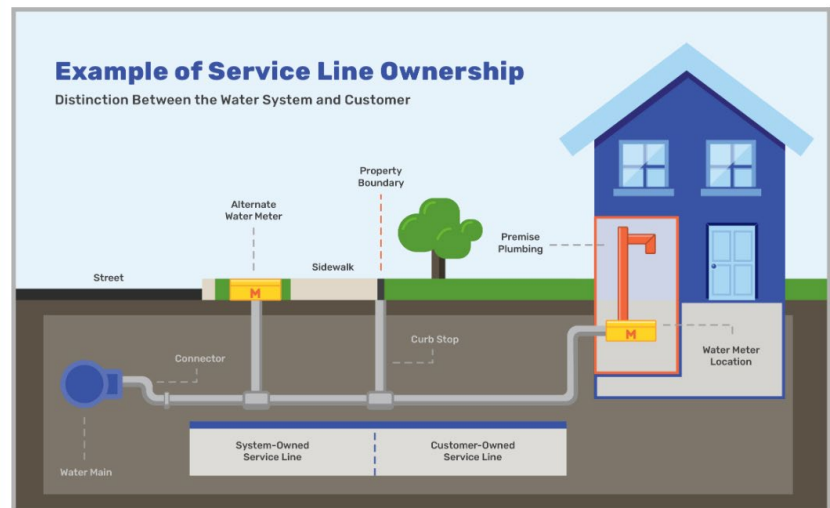 Example of Service Line Ownership
Distinction Between the Water System and Customer
Property
Boundary
Alternate
Water Meter
Premise
Plumbing
Street
Sidewalk
M
Curb Stop
M
Connector
Water Meter
Location
System-Owned
Service Line
Customer-Owned
Service Line
Water Main